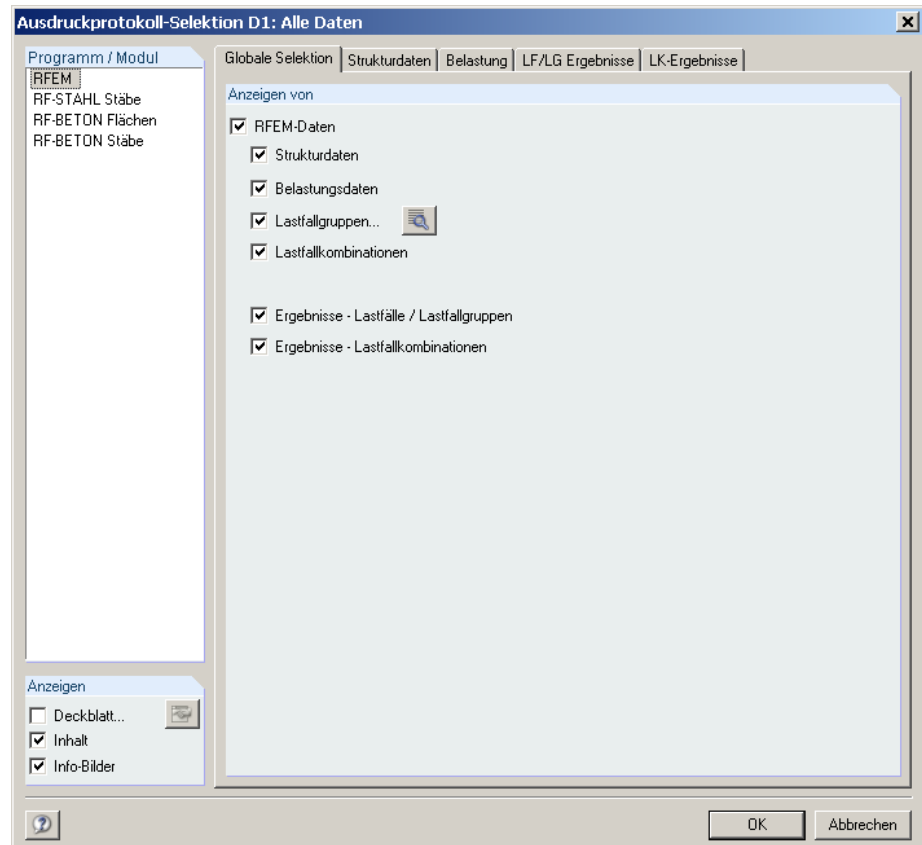 Ausdruckprotokoll-Selektion D1: Alle Daten
Programm / Modul
RFEM
RF-STAHL Stäbe
RF-BETON Flächen
RF-BETON Stäbe
Globale Selektion Strukturdaten Belastung LF/LG Ergebnisse LK-Ergebnisse
Anzeigen von
RFEM-Daten
Strukturdaten
Belastungsdaten
Lastfallgruppen...
Lastfallkombinationen
Ergebnisse - Lastfälle / Lastfallgruppen
Ergebnisse - Lastfallkombinationen
Anzeigen
Deckblatt...
Inhalt
Info-Bilder
OK Abbrechen